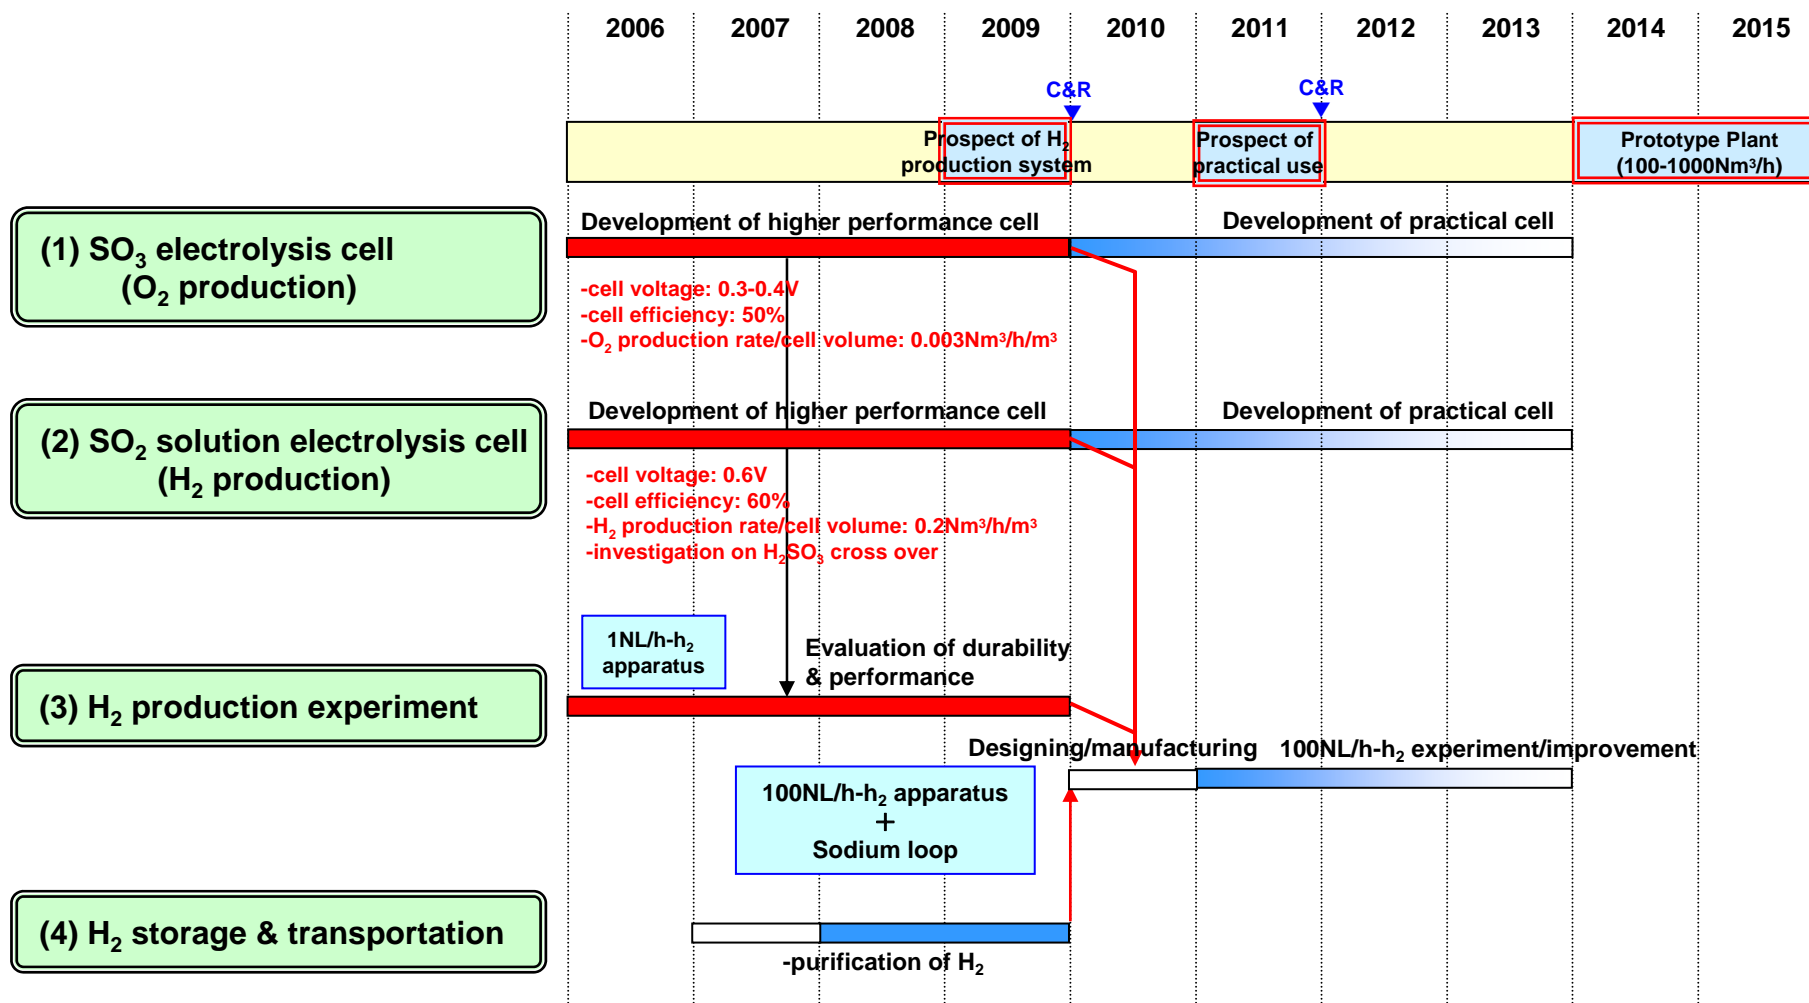 2006 2007 2008 2009 2010 2011 2012 2013 2014 2015
C&R
C&R
Prospect of H₂
production system
Prospect of
practical use
Prototype Plant
(100-1000Nm³/h)
(1) SO₃ electrolysis cell
(O₂ production)
Development of higher performance cell
Development of practical cell
-cell voltage: 0.3-0.4V
-cell efficiency: 50%
-O₂ production rate/cell volume: 0.003Nm³/h/m³
(2) SO₂ solution electrolysis cell
(H₂ production)
Development of higher performance cell
Development of practical cell
-cell voltage: 0.6V
-cell efficiency: 60%
-H₂ production rate/cell volume: 0.2Nm³/h/m³
-investigation on H₂SO₃ cross over
(3) H₂ production experiment
1NL/h-h₂
apparatus
Evaluation of durability
& performance
Designing/manufacturing
100NL/h-h₂ experiment/improvement
100NL/h-h₂ apparatus
+
Sodium loop
(4) H₂ storage & transportation
-purification of H₂